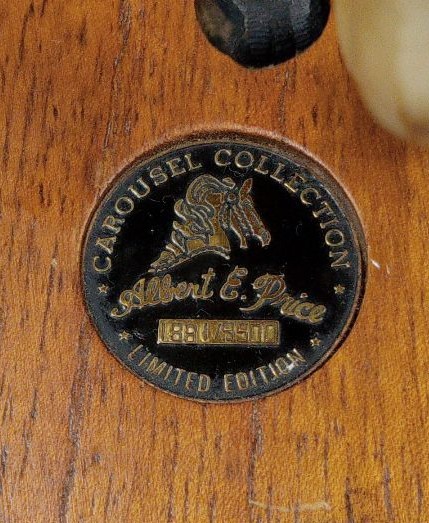 CAROUSEL COLLECTION
Albert E. Price
LIMITED EDITION